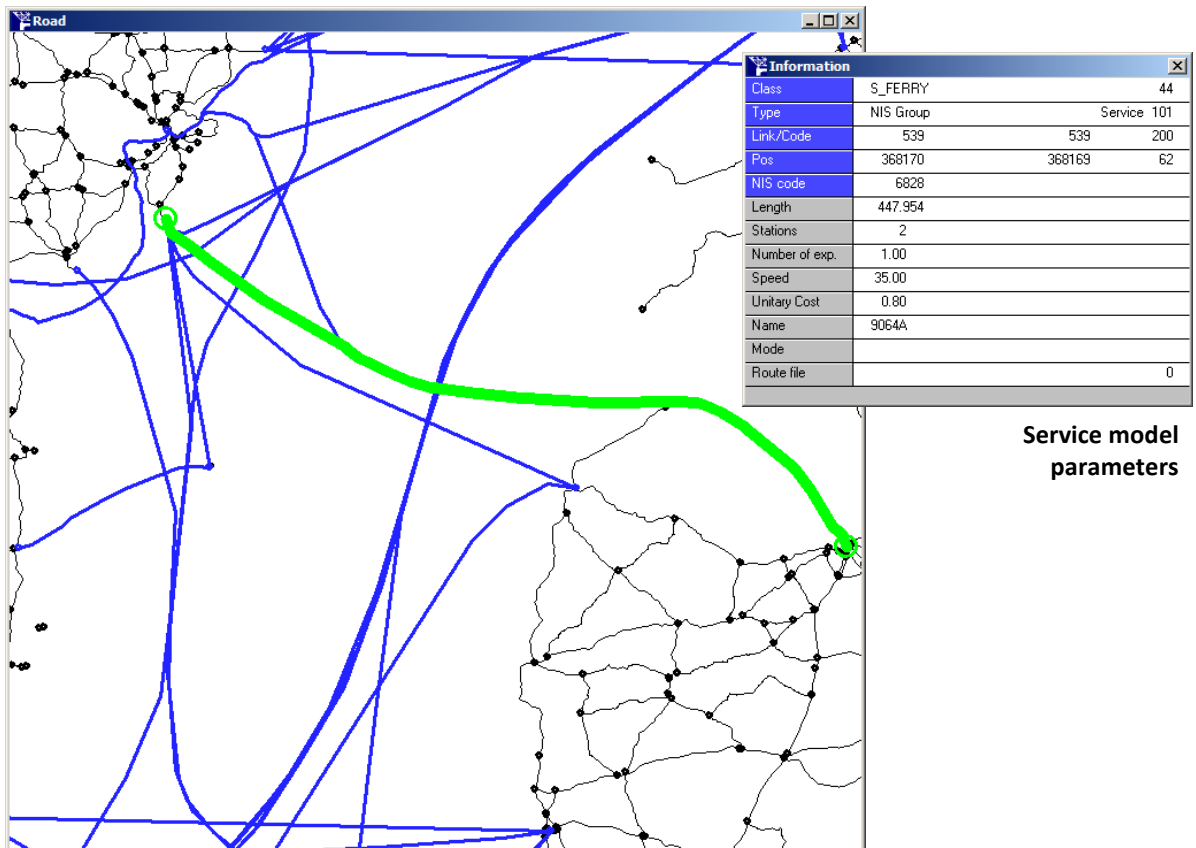 Road
Information
Class S_FERRY 44
Type NIS Group Service 101
Link/Code 539 539 200
Pos 368170 368169 62
NIS code 6828
Length 447.954
Stations 2
Number of exp. 1.00
Speed 35.00
Unitary Cost 0.80
Name 9064A
Mode
Route file 0
Service model
parameters